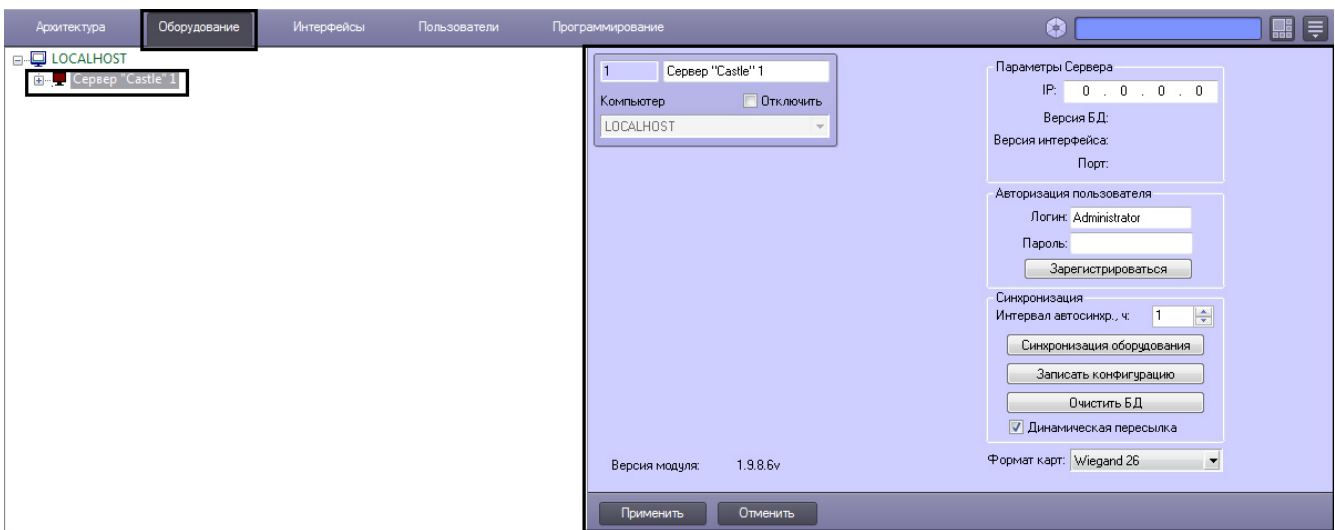 Архитектура Оборудование Интерфейсы Пользователи Программирование
LOCALHOST
Сервер "Castle" 1
1 Сервер "Castle" 1
Компьютер Отключить
LOCALHOST
Версия модуля: 1.9.8.6v
Применить Отменить
Параметры Сервера
IP: 0 . 0 . 0 . 0
Версия БД:
Версия интерфейса:
Порт:
Авторизация пользователя
Логин: Administrator
Пароль:
Зарегистрироваться
Синхронизация
Интервал автосинхр., ч: 1
Синхронизация оборудования
Записать конфигурацию
Очистить БД
Динамическая пересылка
Формат карт: Wiegand 26